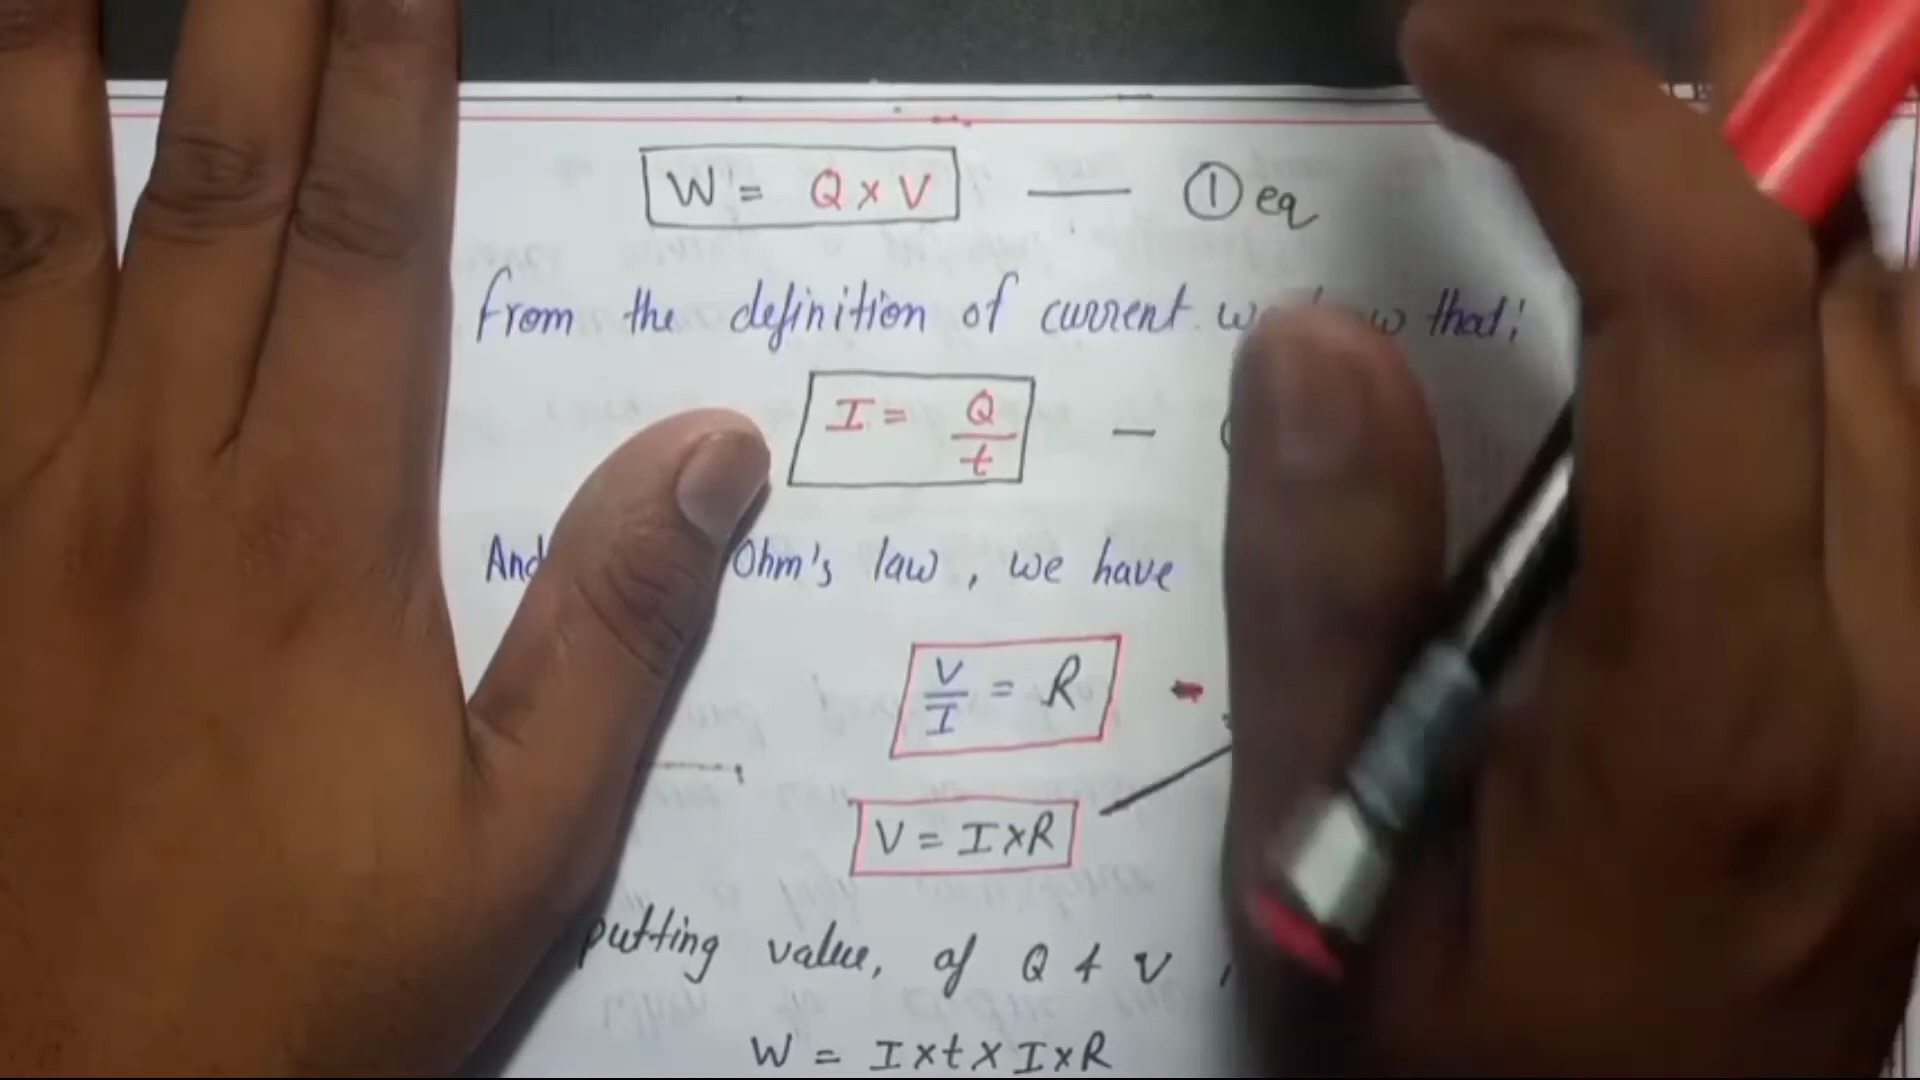 W = Q x V —— ① eq
from the definition of current that;
I = Q/t —
And Ohm's law, we have
V/I = R -
V = I x R
putting value, of Q & V ,
W = I x t x I x R